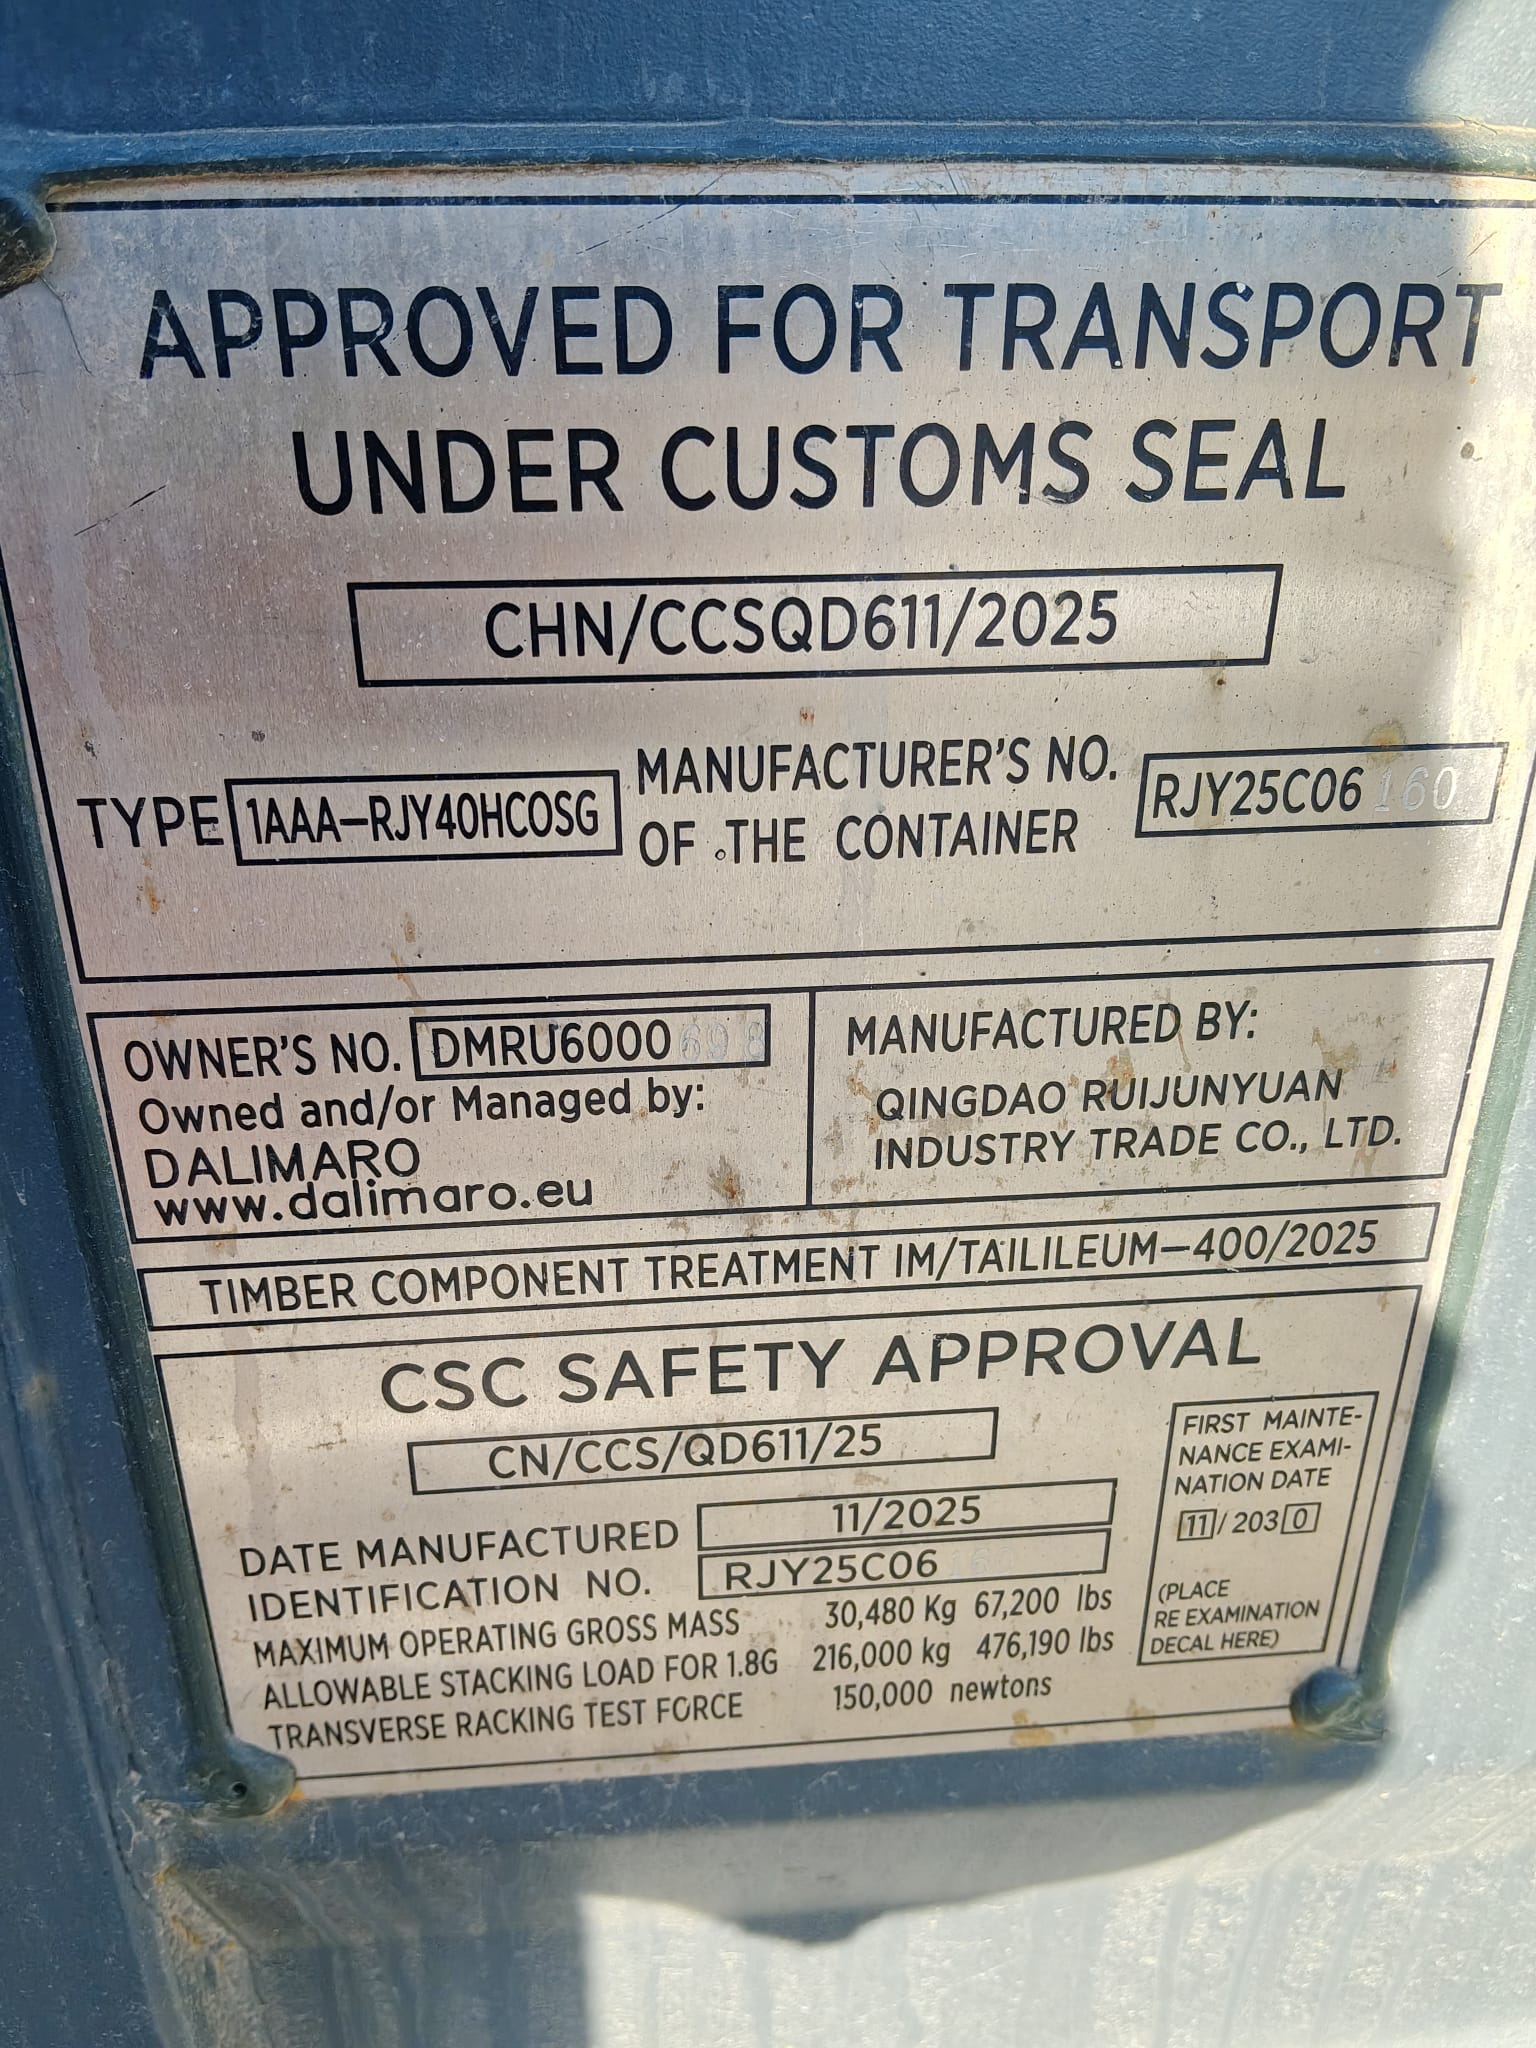 APPROVED FOR TRANSPORT
UNDER CUSTOMS SEAL
CHN/CCSQD611/2025
TYPE 1AAA-RJY40HCOSG
MANUFACTURER'S NO.
OF THE CONTAINER
RJY25C06 160
OWNER'S NO. DMRU6000 698
Owned and/or Managed by:
DALIMARO
www.dalimaro.eu
MANUFACTURED BY:
QINGDAO RUIJUNYUAN
INDUSTRY TRADE CO., LTD.
TIMBER COMPONENT TREATMENT IM/TAILILEUM-400/2025
CSC SAFETY APPROVAL
CN/CCS/QD611/25
DATE MANUFACTURED 11/2025
IDENTIFICATION NO. RJY25C06 160
MAXIMUM OPERATING GROSS MASS 30,480 Kg 67,200 lbs
ALLOWABLE STACKING LOAD FOR 1.8G 216,000 kg 476,190 lbs
TRANSVERSE RACKING TEST FORCE 150,000 newtons
FIRST MAINTE-
NANCE EXAMI-
NATION DATE
11/2030
(PLACE
RE EXAMINATION
DECAL HERE)